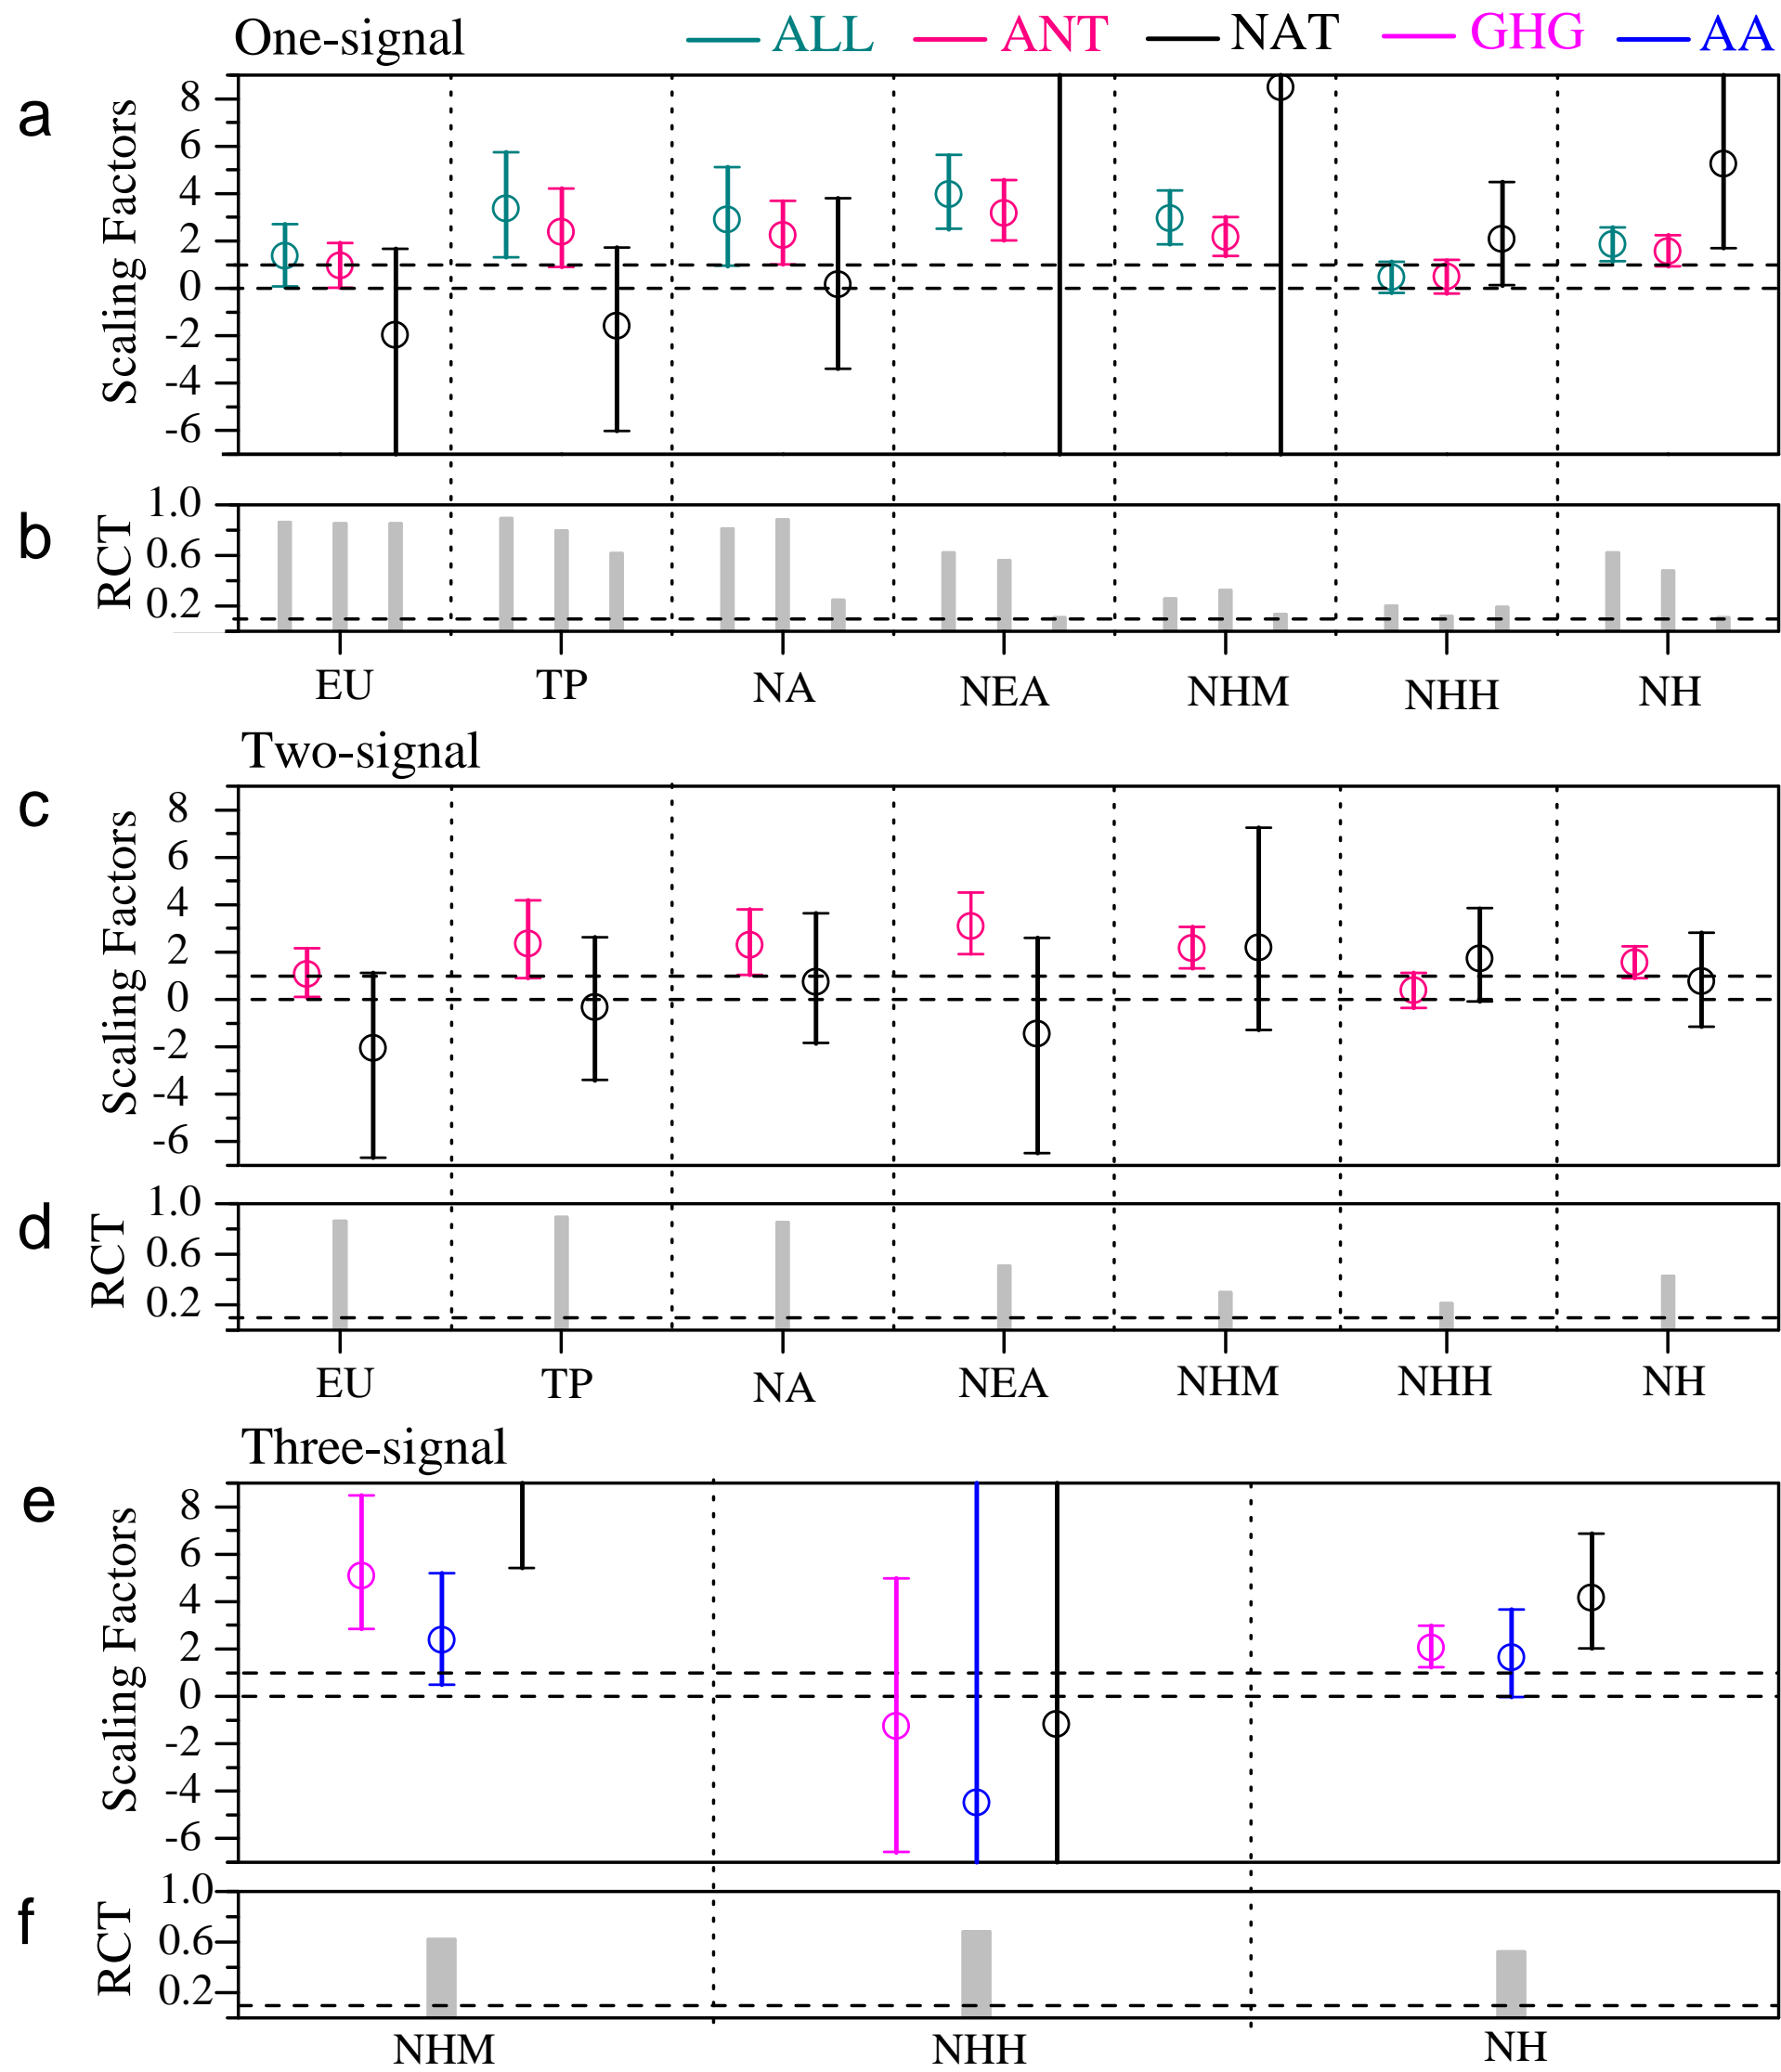 One-signal ALL ANT NAT GHG AA
a
Scaling Factors
8
6
4
2
0
-2
-4
-6
b
RCT
1.0
0.6
0.2
EU TP NA NEA NHM NHH NH
Two-signal
c
Scaling Factors
8
6
4
2
0
-2
-4
-6
d
RCT
1.0
0.6
0.2
EU TP NA NEA NHM NHH NH
Three-signal
e
Scaling Factors
8
6
4
2
0
-2
-4
-6
f
RCT
1.0
0.6
0.2
NHM NHH NH